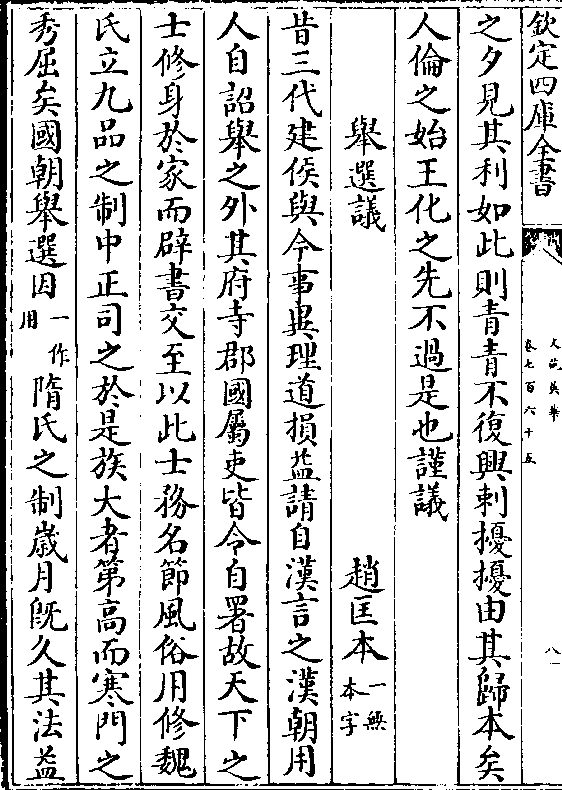 欽定四庫全書
文苑英華
卷七百六十五
八
之夕見其利如此則青青不復興刺擾擾由其歸本矣
人倫之始王化之先不過是也謹議
舉選議 趙匡本一無本字
昔三代建侯與今事異理道損益請自漢言之漢朝用
人自詔舉之外其府寺郡國屬吏皆令自署故天下之
士修身於家而辟書交至以此士務名節風俗用修魏
氏立九品之制中正司之於是族大者第高而寒門之
秀屈矣國朝舉選因一作用隋氏之制歲月既久其法益